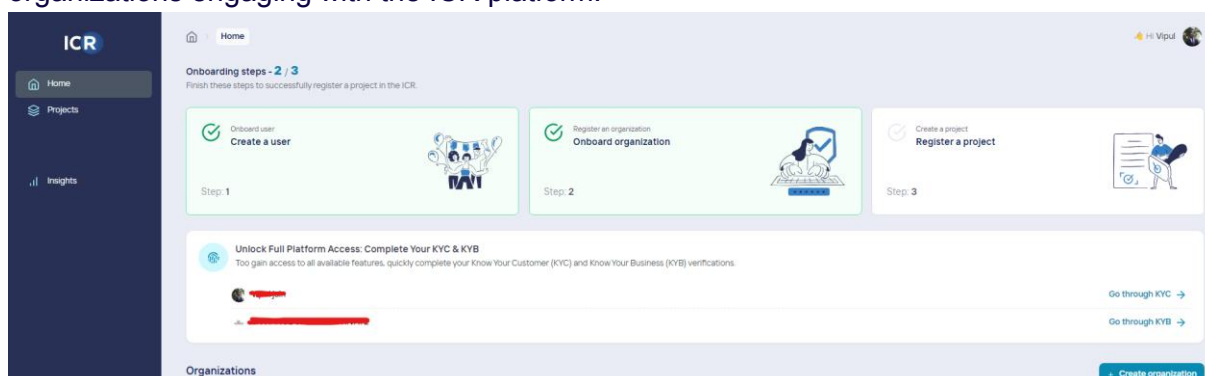 organizations engaging with the ICR platform.
ICR
Home
Hi Vipul
Home
Projects
Insights
Onboarding steps - 2 / 3
Finish these steps to successfully register a project in the ICR.
Onboard user
Create a user
Step: 1
Register an organization
Onboard organization
Step: 2
Create a project
Register a project
Step: 3
Unlock Full Platform Access: Complete Your KYC & KYB
Too gain access to all available features, quickly complete your Know Your Customer (KYC) and Know Your Business (KYB) verifications.
Go through KYC →
Go through KYB →
Organizations
+ Create organization